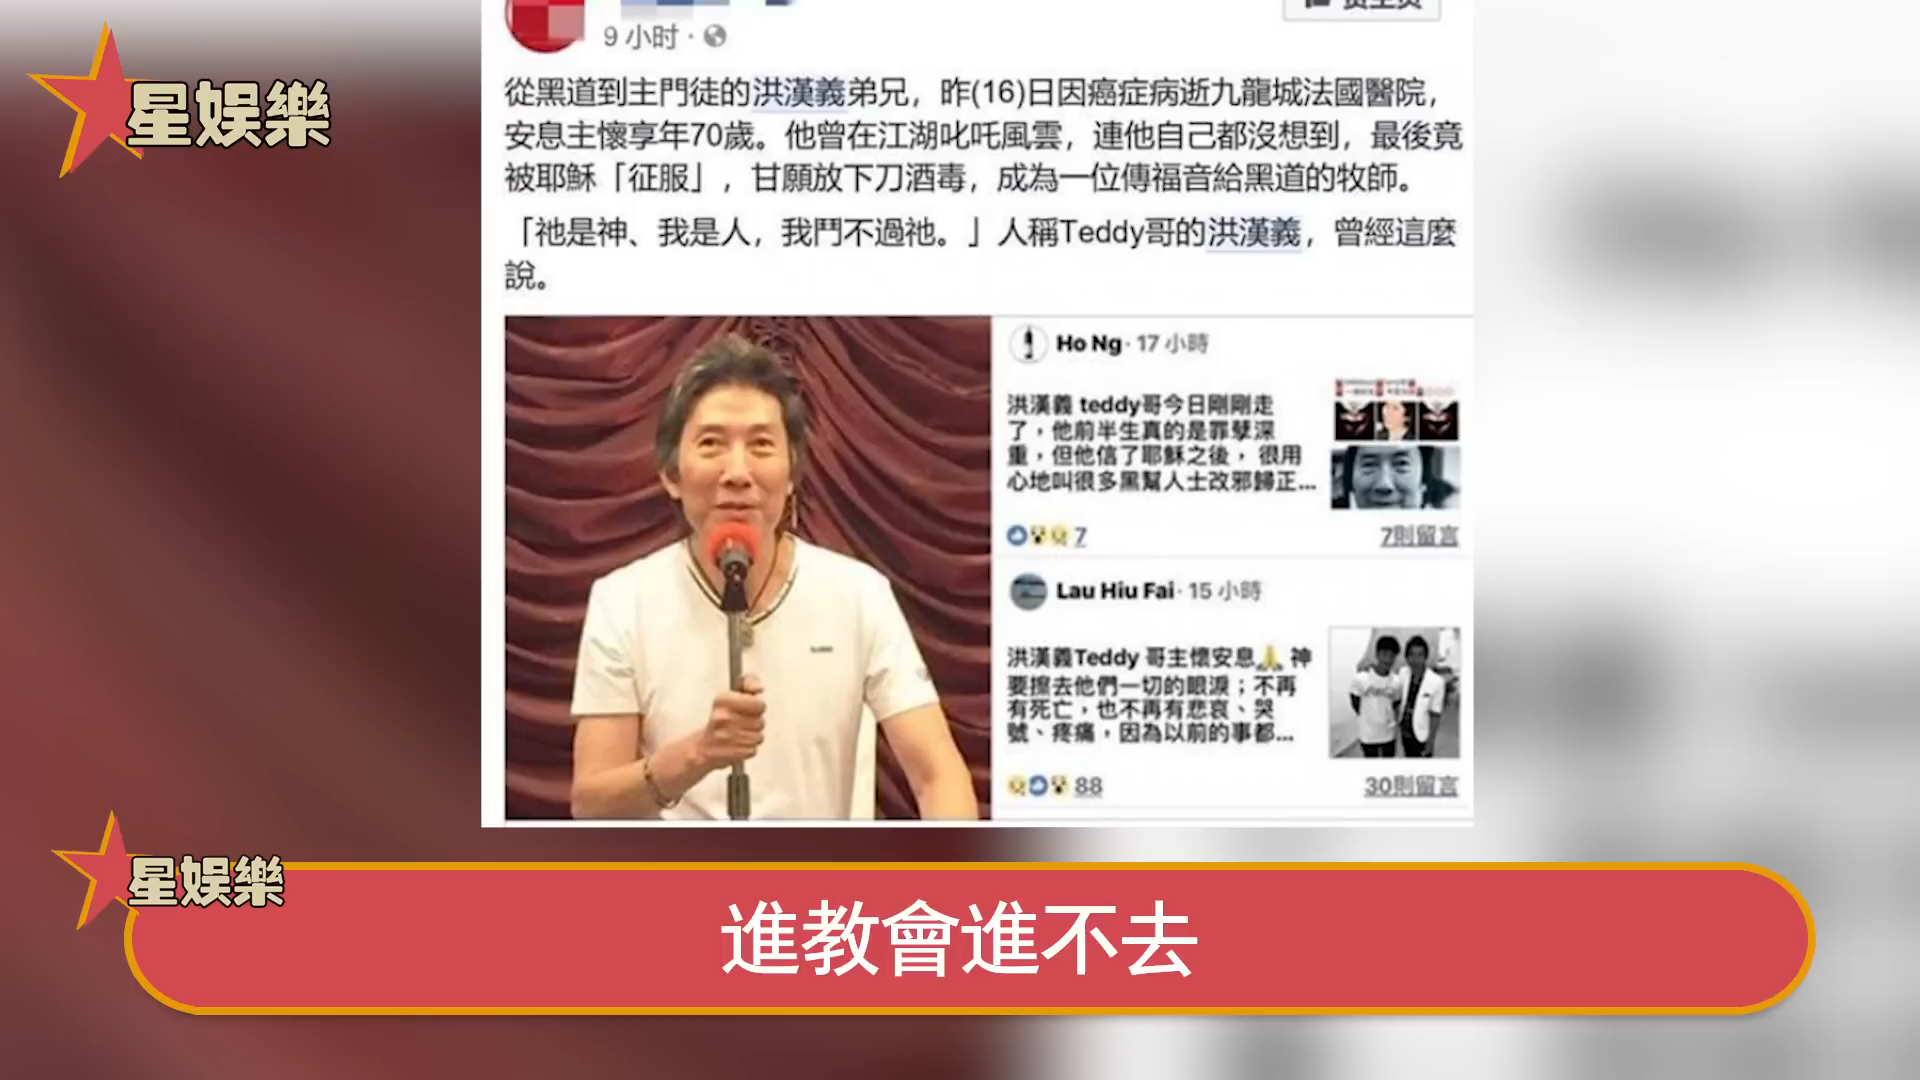 星娱樂
9 小时 ·
從黑道到主門徒的洪漢義弟兄，昨(16)日因癌症病逝九龍城法國醫院，
安息主懷享年70歲。他曾在江湖叱吒風雲，連他自己都沒想到，最後竟
被耶穌「征服」，甘願放下刀酒毒，成為一位傳福音給黑道的牧師。
「祂是神、我是人，我鬥不過祂。」人稱Teddy哥的洪漢義，曾經這麼
說。
Ho Ng · 17 小時
洪漢義 teddy哥今日剛剛走
了，他前半生真的是罪孽深
重，但他信了耶穌之後， 很用
心地叫很多黑幫人士改邪歸正...
7
7則留言
Lau Hiu Fai · 15 小時
洪漢義Teddy 哥主懷安息🙏 神
要擦去他們一切的眼淚；不再
有死亡，也不再有悲哀、哭
號、疼痛，因為以前的事都...
88
30則留言
星娱樂
進教會進不去